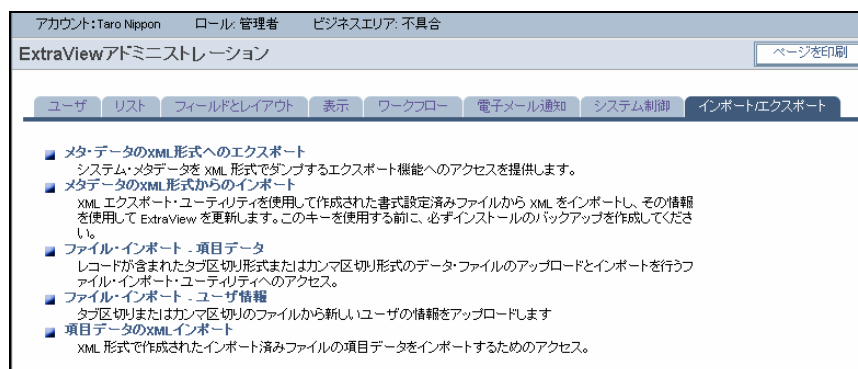 アカウント:Taro Nippon ロール: 管理者 ビジネスエリア: 不具合
ExtraViewアドミニストレーション ページを印刷
ユーザ リスト フィールドとレイアウト 表示 ワークフロー 電子メール通知 システム制御 インポート/エクスポート
メタ・データのXML形式へのエクスポート
システム・メタデータを XML 形式でダンプするエクスポート機能へのアクセスを提供します。
メタデータのXML形式からのインポート
XML エクスポート・ユーティリティを使用して作成された書式設定済みファイルから XML をインポートし、その情報
を使用して ExtraView を更新します。このキーを使用する前に、必ずインストールのバックアップを作成してくださ
い。
ファイル・インポート - 項目データ
レコードが含まれたタブ区切り形式またはカンマ区切り形式のデータ・ファイルのアップロードとインポートを行うフ
ァイル・インポート・ユーティリティへのアクセス。
ファイル・インポート - ユーザ情報
タブ区切りまたはカンマ区切りのファイルから新しいユーザの情報をアップロードします
項目データのXMLインポート
XML 形式で作成されたインポート済みファイルの項目データをインポートするためのアクセス。